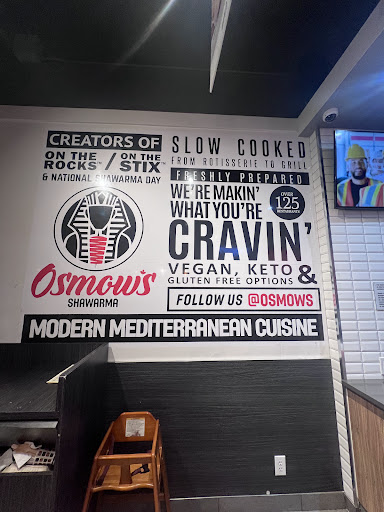 CREATORS OF
ON THE ROCKS™ / ON THE STIX™
& NATIONAL SHAWARMA DAY
Osmow's
SHAWARMA
SLOW COOKED
FROM ROTISSERIE TO GRILL
FRESHLY PREPARED
WE'RE MAKIN'
WHAT YOU'RE
OVER
125
RESTAURANTS
CRAVIN'
VEGAN, KETO &
GLUTEN FREE OPTIONS
FOLLOW US @OSMOWS
MODERN MEDITERRANEAN CUISINE